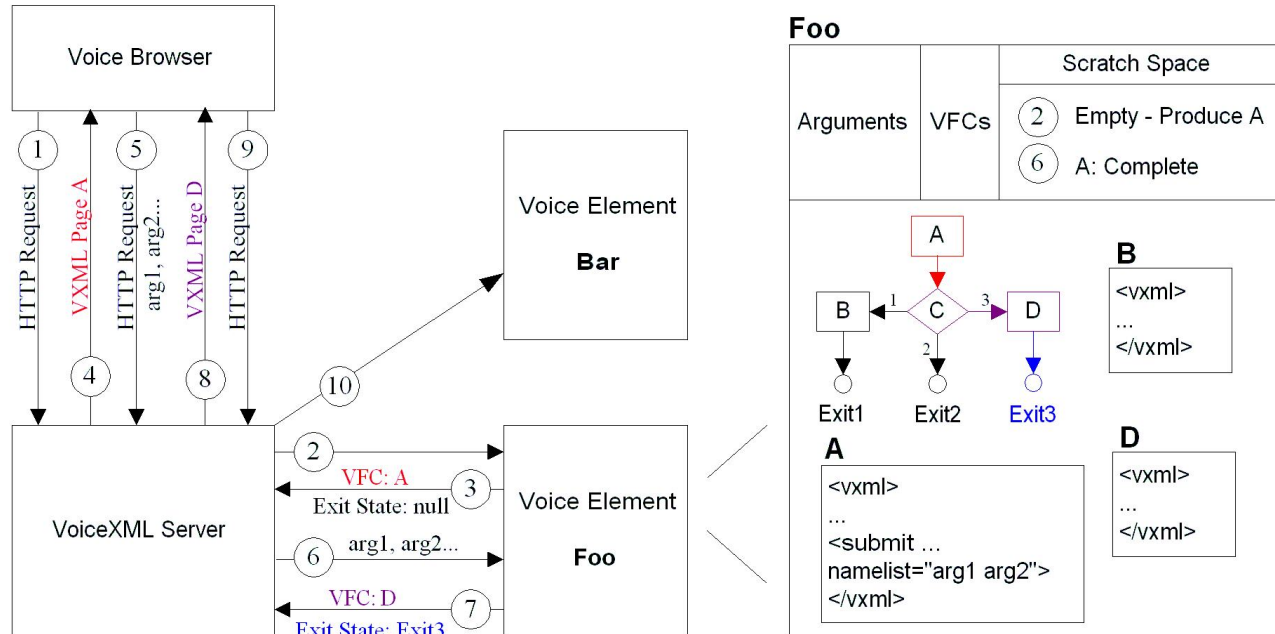 Voice Browser
1
5
9
HTTP Request
VXML Page A
HTTP Request
arg1, arg2...
VXML Page D
HTTP Request
4
8
10
Voice Element
Bar
VoiceXML Server
2
VFC: A
3
Exit State: null
6
arg1, arg2...
VFC: D
7
Exit State: Exit3
Voice Element
Foo
Foo
Arguments
VFCs
Scratch Space
2 Empty - Produce A
6 A: Complete
A
B
1
C
3
D
2
Exit1
Exit2
Exit3
B
<vxml>
...
</vxml>
A
<vxml>
...
<submit ...
namelist="arg1 arg2">
</vxml>
D
<vxml>
...
</vxml>